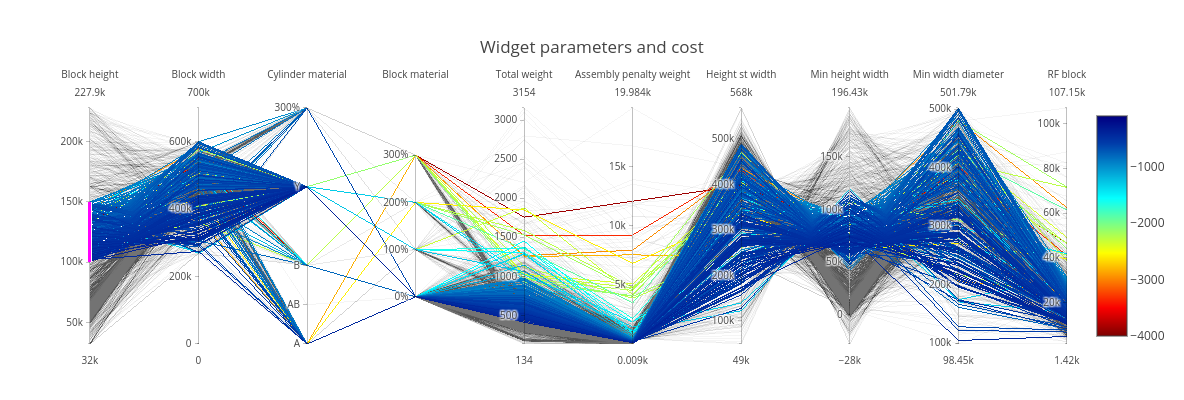 Widget parameters and cost
Block height Block width Cylinder material Block material Total weight Assembly penalty weight Height st width Min height width Min width diameter RF block
227.9k 700k 3154 19.984k 568k 196.43k 501.79k 107.15k
200k
150k
100k
50k
32k
600k
400k
200k
0
0
300%
V
B
AB
A
300%
200%
100%
0%
3000
2500
2000
1500
1000
500
134
15k
10k
5k
0.009k
500k
400k
300k
200k
100k
49k
150k
100k
50k
0
−28k
500k
400k
300k
200k
100k
98.45k
100k
80k
60k
40k
20k
1.42k
−1000
−2000
−3000
−4000